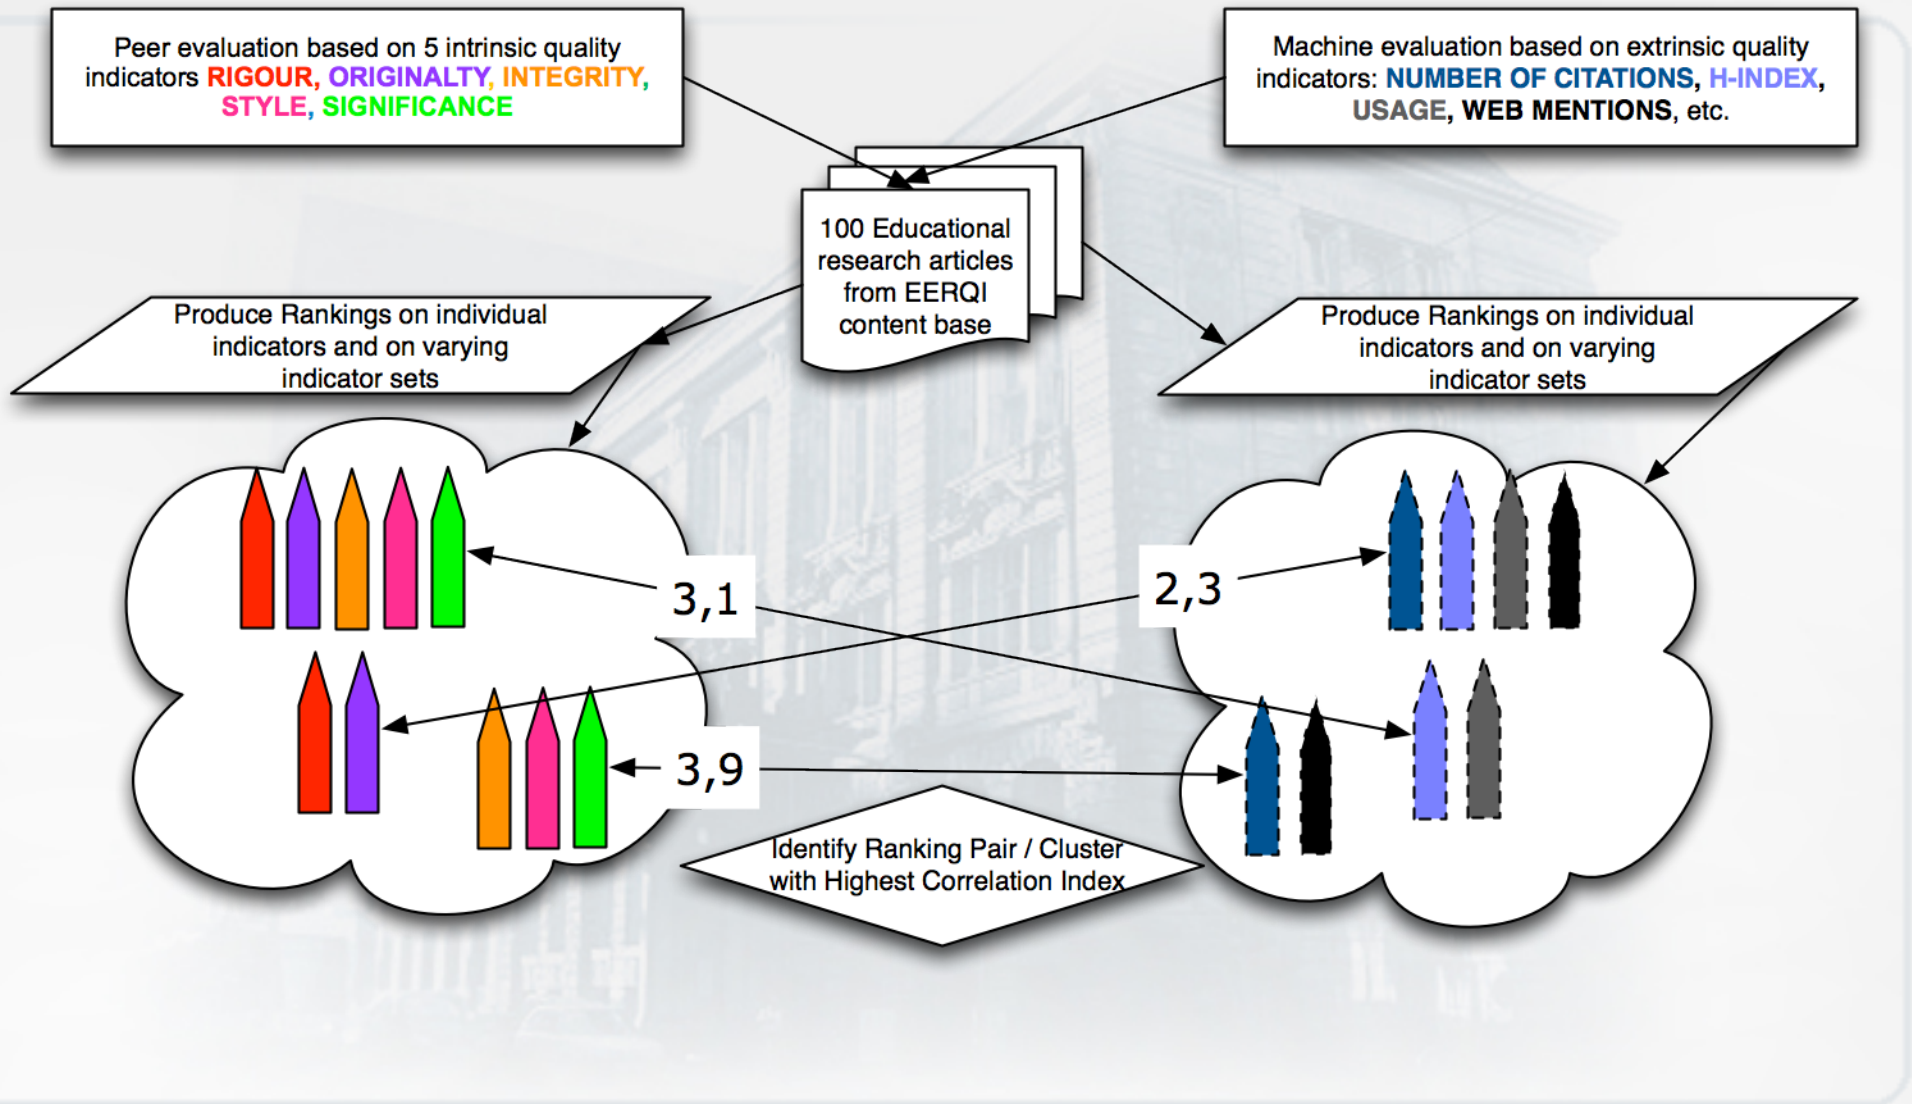 Peer evaluation based on 5 intrinsic quality
indicators RIGOUR, ORIGINALTY, INTEGRITY,
STYLE, SIGNIFICANCE
Machine evaluation based on extrinsic quality
indicators: NUMBER OF CITATIONS, H-INDEX,
USAGE, WEB MENTIONS, etc.
100 Educational
research articles
from EERQI
content base
Produce Rankings on individual
indicators and on varying
indicator sets
Produce Rankings on individual
indicators and on varying
indicator sets
3,1
2,3
3,9
Identify Ranking Pair / Cluster
with Highest Correlation Index